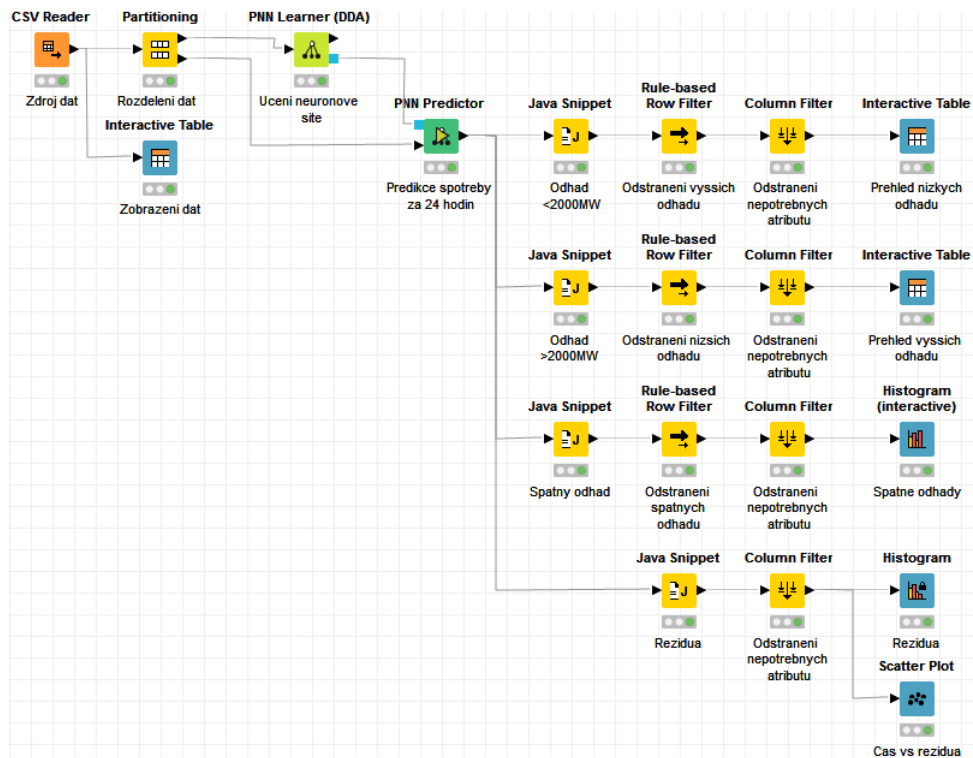 CSV Reader
Partitioning
PNN Learner (DDA)
Zdroj dat
Rozdeleni dat
Uceni neuronove
site
Interactive Table
Zobrazeni dat
PNN Predictor
Predikce spotreby
za 24 hodin
Java Snippet
Rule-based
Row Filter
Column Filter
Interactive Table
Odhad
<2000MW
Odstraneni vyssich
odhadu
Odstraneni
nepotrebnych
atributu
Prehled nizkych
odhadu
Java Snippet
Rule-based
Row Filter
Column Filter
Interactive Table
Odhad
>2000MW
Odstraneni nizsich
odhadu
Odstraneni
nepotrebnych
atributu
Prehled vyssich
odhadu
Java Snippet
Rule-based
Row Filter
Column Filter
Histogram
(interactive)
Spatny odhad
Odstraneni
spatnych
odhadu
Odstraneni
nepotrebnych
atributu
Spatne odhady
Java Snippet
Column Filter
Histogram
Rezidua
Odstraneni
nepotrebnych
atributu
Rezidua
Scatter Plot
Cas vs rezidua